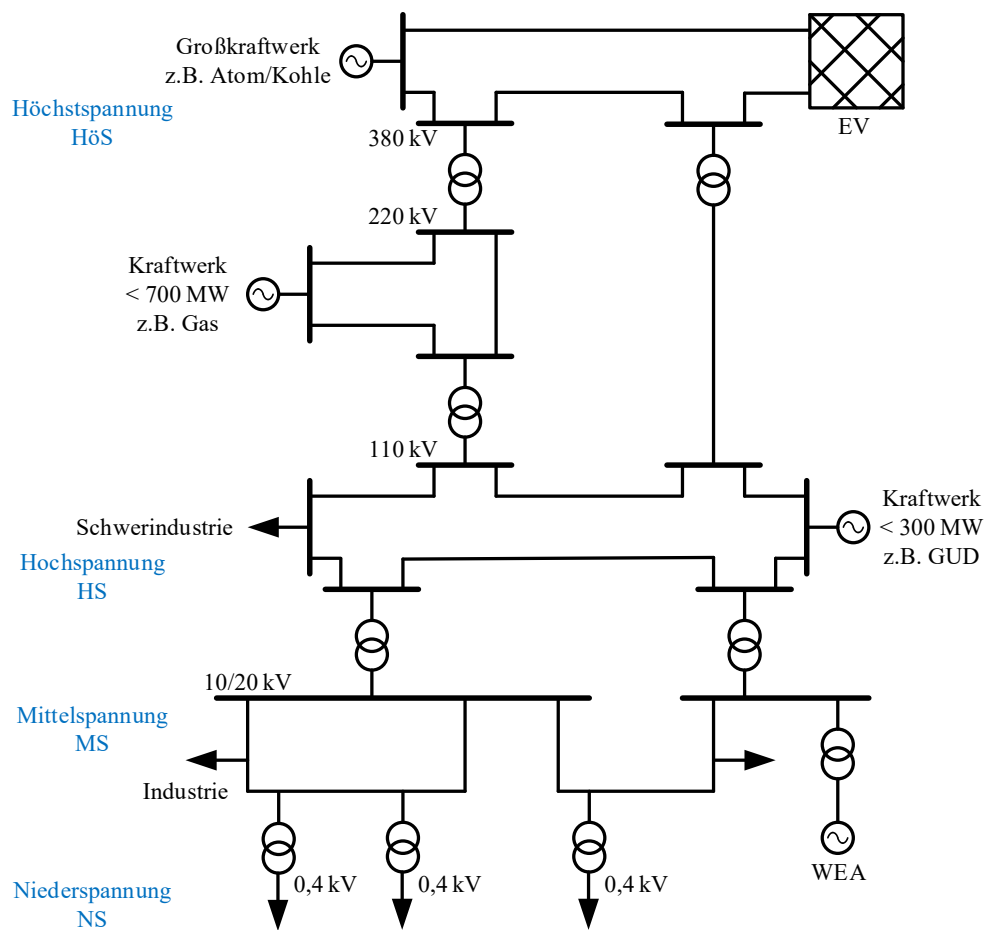 Großkraftwerk
z.B. Atom/Kohle
Höchstspannung
HöS
380 kV
EV
220 kV
Kraftwerk
< 700 MW
z.B. Gas
110 kV
Schwerindustrie
Kraftwerk
< 300 MW
z.B. GUD
Hochspannung
HS
10/20 kV
Mittelspannung
MS
Industrie
WEA
Niederspannung
NS
0,4 kV
0,4 kV
0,4 kV